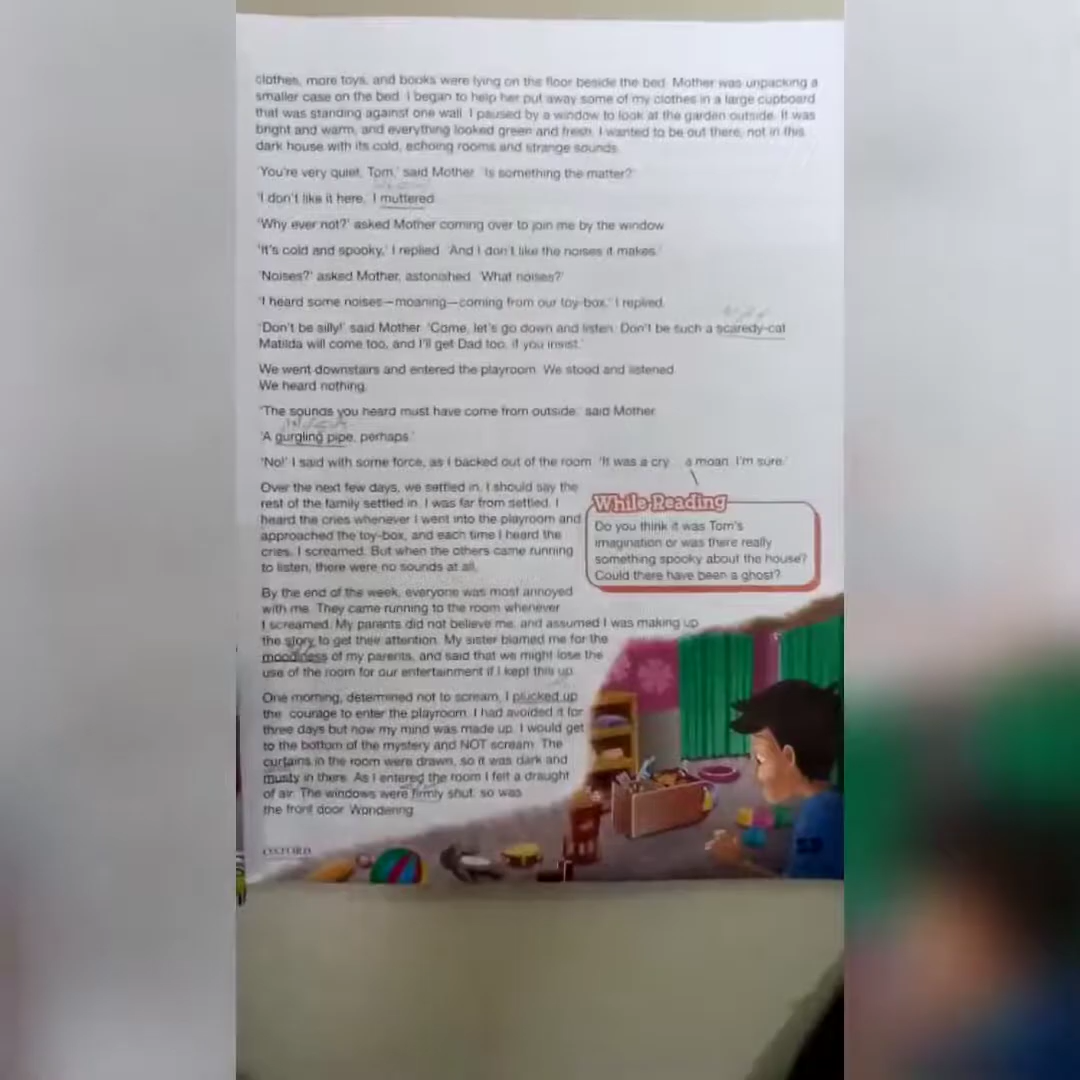 clothes, more toys, and books were lying on the floor beside the bed. Mother was unpacking a
smaller case on the bed. I began to help her put away some of my clothes in a large cupboard
that was standing against one wall. I paused by a window to look at the garden outside. It was
bright and warm, and everything looked green and fresh. I wanted to be out there, not in this
dark house with its cold, echoing rooms and strange sounds.
'You're very quiet, Tom,' said Mother. 'Is something the matter?'
'I don't like it here,' I muttered.
'Why ever not?' asked Mother coming over to join me by the window.
'It's cold and spooky,' I replied. 'And I don't like the noises it makes.'
'Noises?' asked Mother, astonished. 'What noises?'
'I heard some noises—moaning—coming from our toy-box,' I replied.
'Don't be silly!' said Mother. 'Come, let's go down and listen. Don't be such a scaredy-cat.
Matilda will come too, and I'll get Dad too, if you insist.'
We went downstairs and entered the playroom. We stood and listened.
We heard nothing.
'The sounds you heard must have come from outside,' said Mother.
'A gurgling pipe, perhaps.'
'No!' I said with some force, as I backed out of the room. 'It was a cry a moan. I'm sure.'
Over the next few days, we settled in. I should say the
rest of the family settled in. I was far from settled. I
heard the cries whenever I went into the playroom and
approached the toy-box, and each time I heard the
cries, I screamed. But when the others came running
to listen, there were no sounds at all.
While Reading
Do you think it was Tom's
imagination or was there really
something spooky about the house?
Could there have been a ghost?
By the end of the week, everyone was most annoyed
with me. They came running to the room whenever
I screamed. My parents did not believe me, and assumed I was making up
the story to get their attention. My sister blamed me for the
moodiness of my parents, and said that we might lose the
use of the room for our entertainment if I kept this up.
One morning, determined not to scream, I plucked up
the courage to enter the playroom. I had avoided it for
three days but now my mind was made up. I would get
to the bottom of the mystery and NOT scream. The
curtains in the room were drawn, so it was dark and
musty in there. As I entered the room I felt a draught
of air. The windows were firmly shut, so was
the front door. Wondering
OXFORD